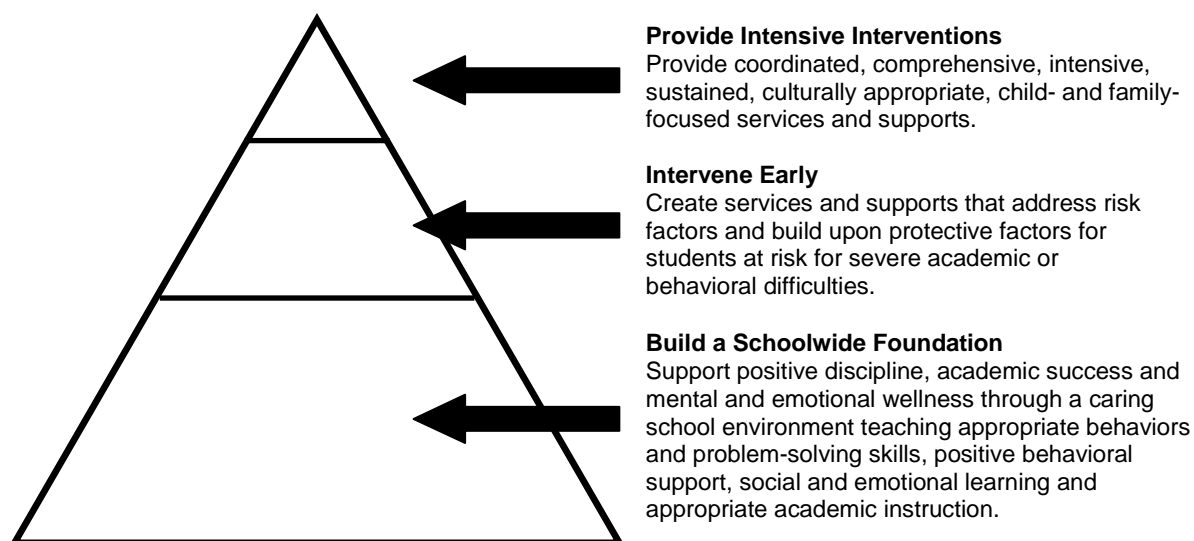 Provide Intensive Interventions
Provide coordinated, comprehensive, intensive,
sustained, culturally appropriate, child- and family-
focused services and supports.
Intervene Early
Create services and supports that address risk
factors and build upon protective factors for
students at risk for severe academic or
behavioral difficulties.
Build a Schoolwide Foundation
Support positive discipline, academic success and
mental and emotional wellness through a caring
school environment teaching appropriate behaviors
and problem-solving skills, positive behavioral
support, social and emotional learning and
appropriate academic instruction.